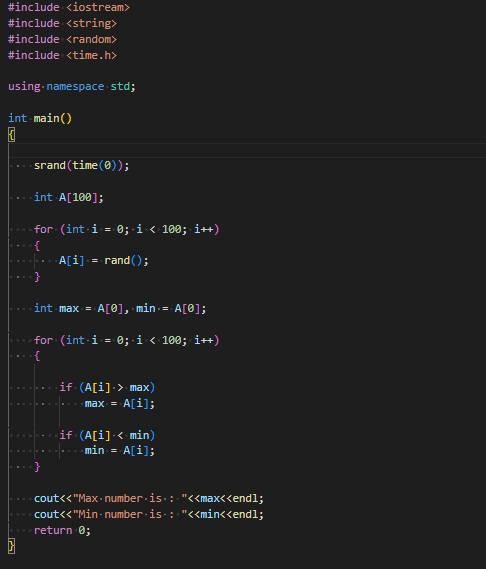 #include <iostream>
#include <string>
#include <random>
#include <time.h>
using namespace std;
int main()
{
srand(time(0));
int A[100];
for (int i = 0; i < 100; i++)
{
A[i] = rand();
}
int max = A[0], min = A[0];
for (int i = 0; i < 100; i++)
{
if (A[i] > max)
max = A[i];
if (A[i] < min)
min = A[i];
}
cout<<"Max number is : "<<max<<endl;
cout<<"Min number is : "<<min<<endl;
return 0;
}